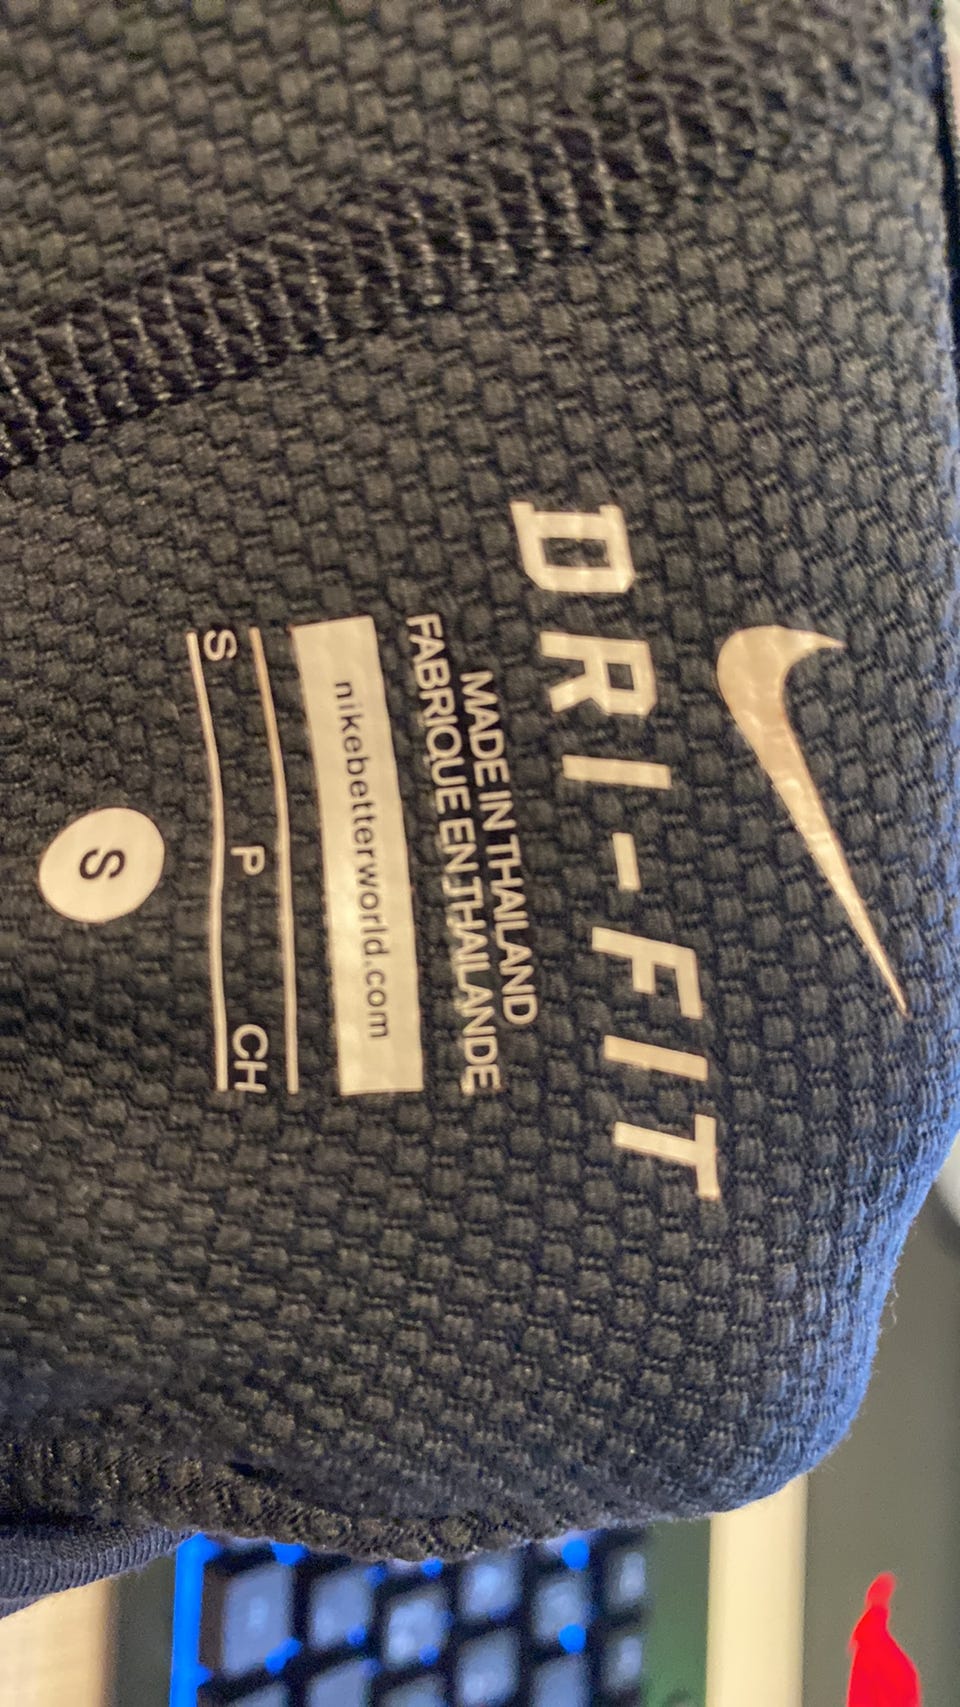 DRI-FIT
MADE IN THAILAND
FABRIQUE EN THAILANDE
nikebetterworld.com
S P CH
S